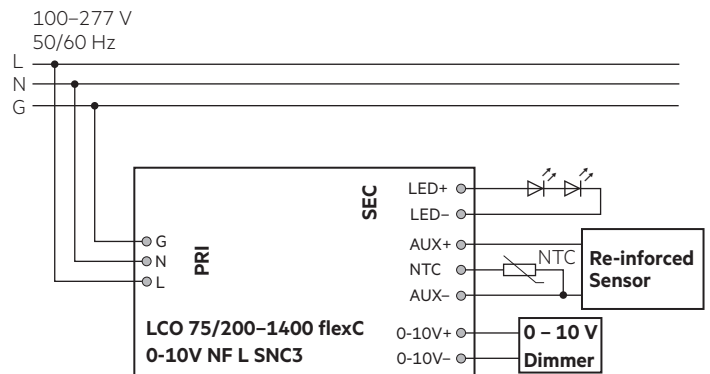 100–277 V
50/60 Hz
L
N
G
SEC
LED+
LED–
AUX+
NTC
AUX–
0-10V+
0-10V–
PRI
G
N
L
NTC
Re-inforced
Sensor
0 – 10 V
Dimmer
LCO 75/200–1400 flexC
0-10V NF L SNC3